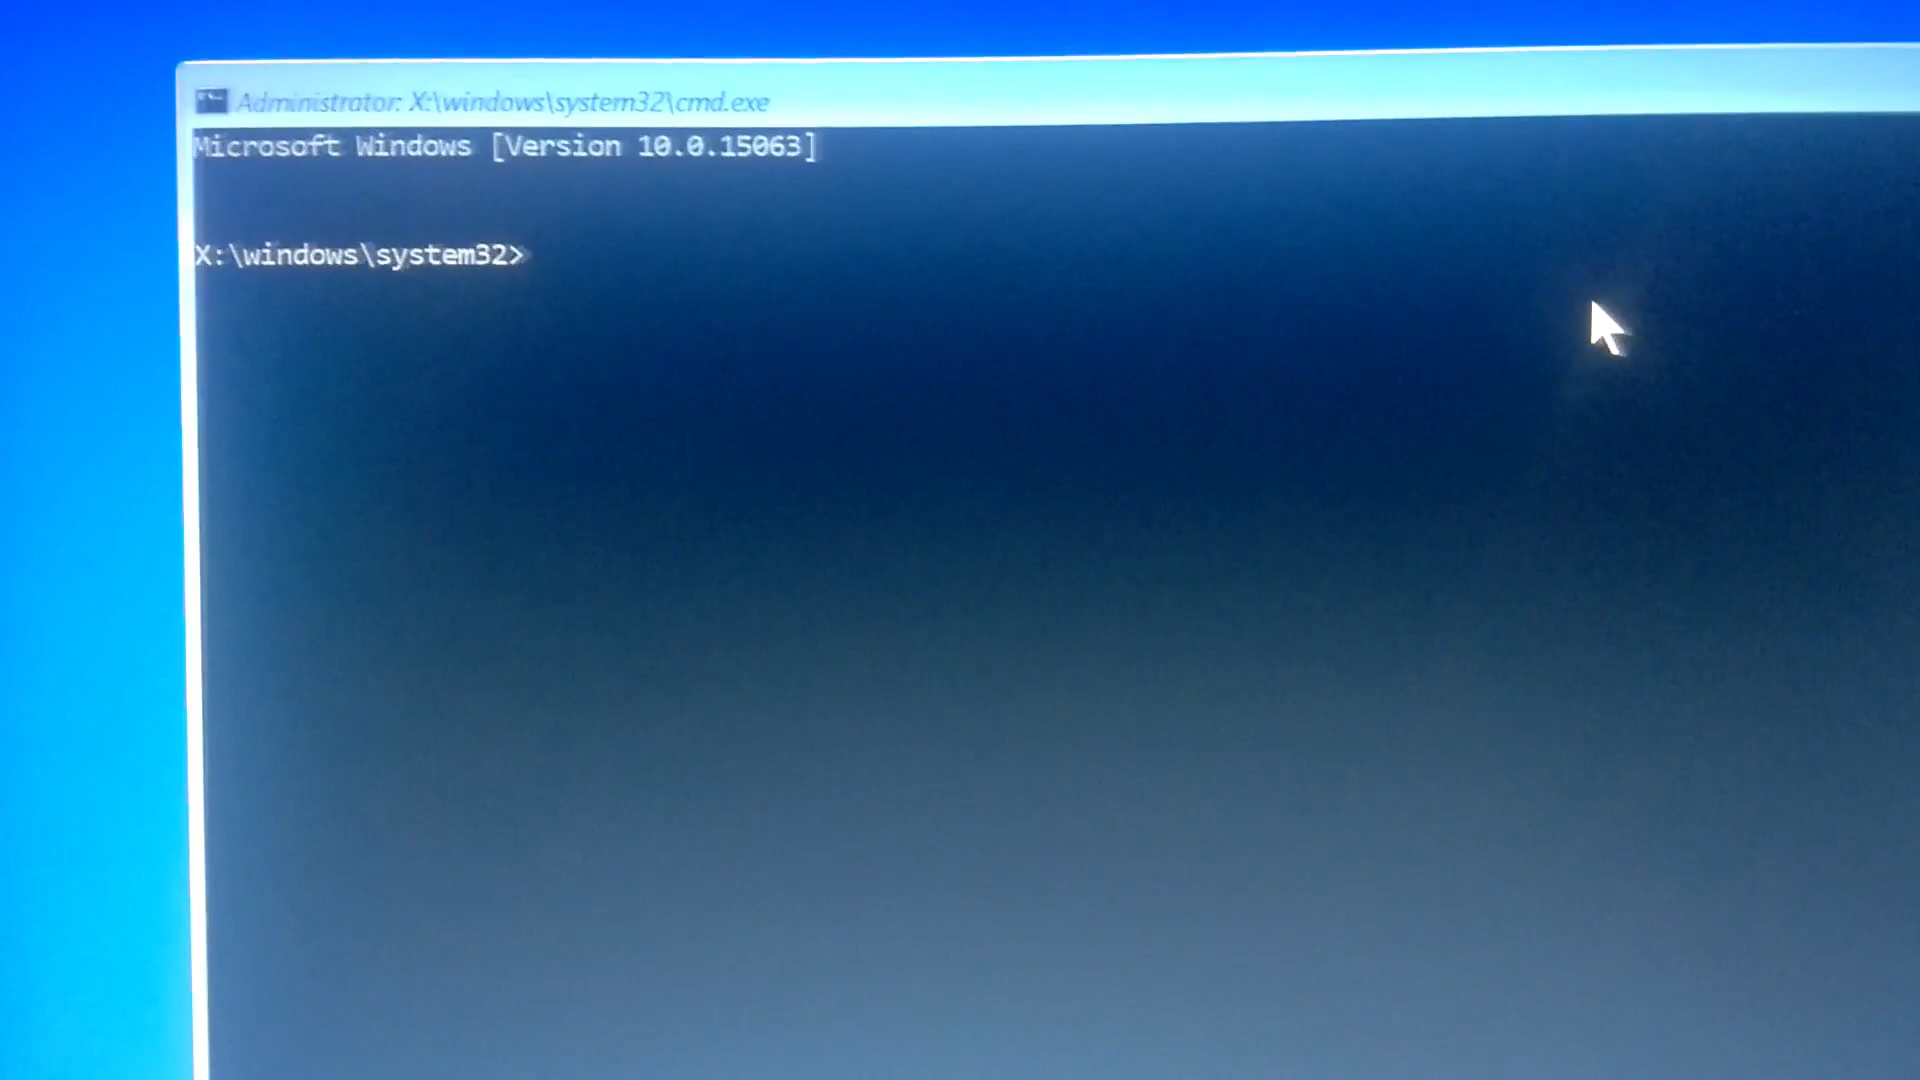 Administrator: X:\windows\system32\cmd.exe
Microsoft Windows [Version 10.0.15063]
X:\windows\system32>